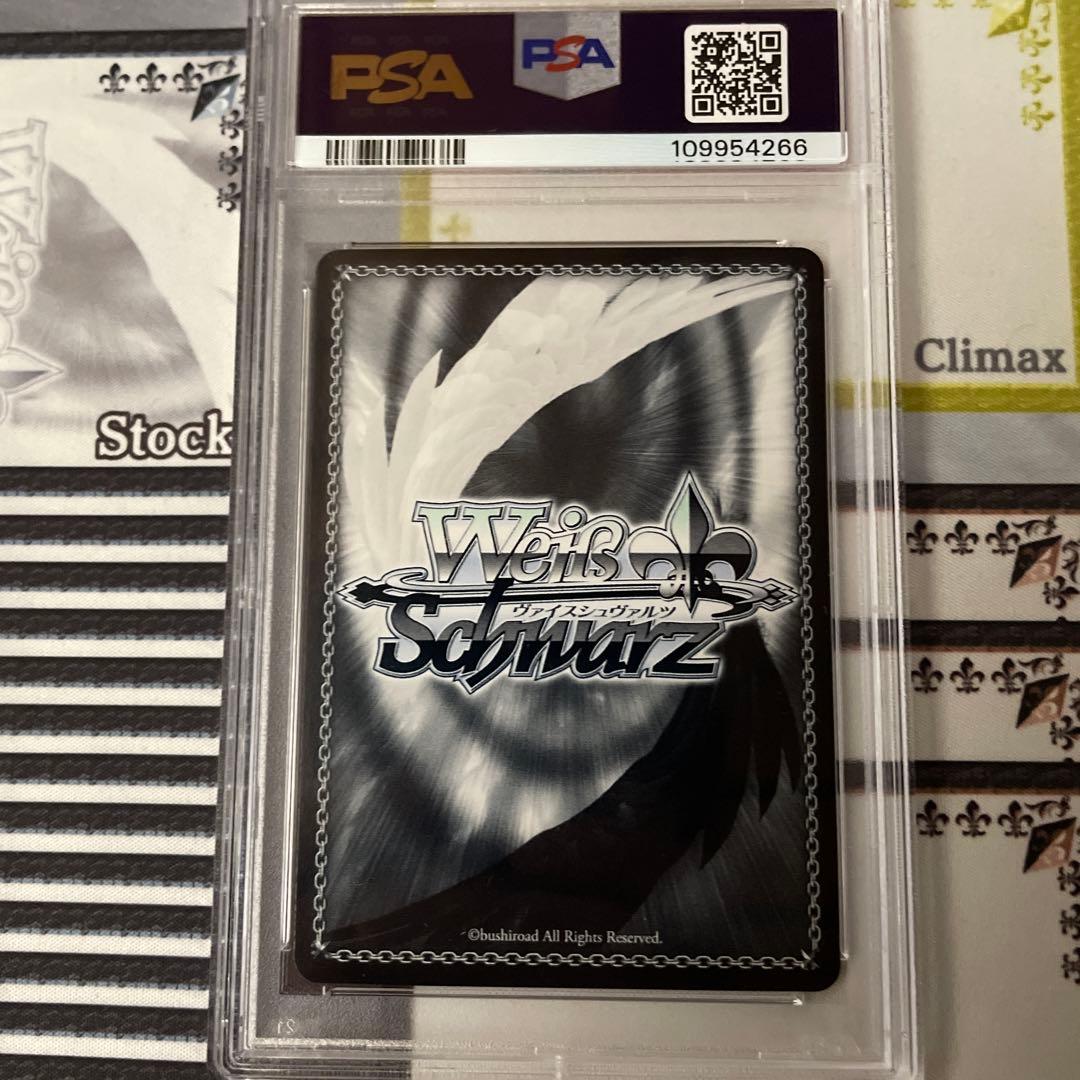 PSA
PSA
109954266
Climax
Stock
Weiß
ヴァイスシュヴァルツ
Schwarz
©bushiroad All Rights Reserved.
21